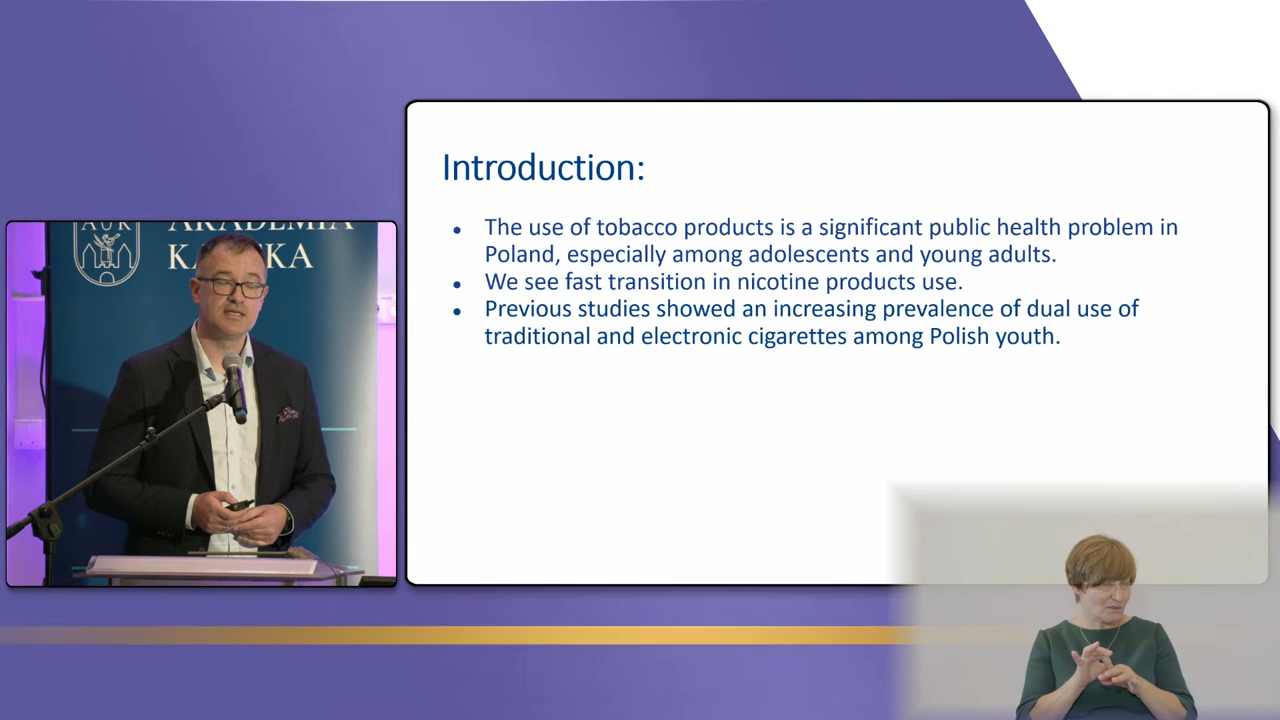 AKADEMIA
Introduction:
• The use of tobacco products is a significant public health problem in
Poland, especially among adolescents and young adults.
• We see fast transition in nicotine products use.
• Previous studies showed an increasing prevalence of dual use of
traditional and electronic cigarettes among Polish youth.